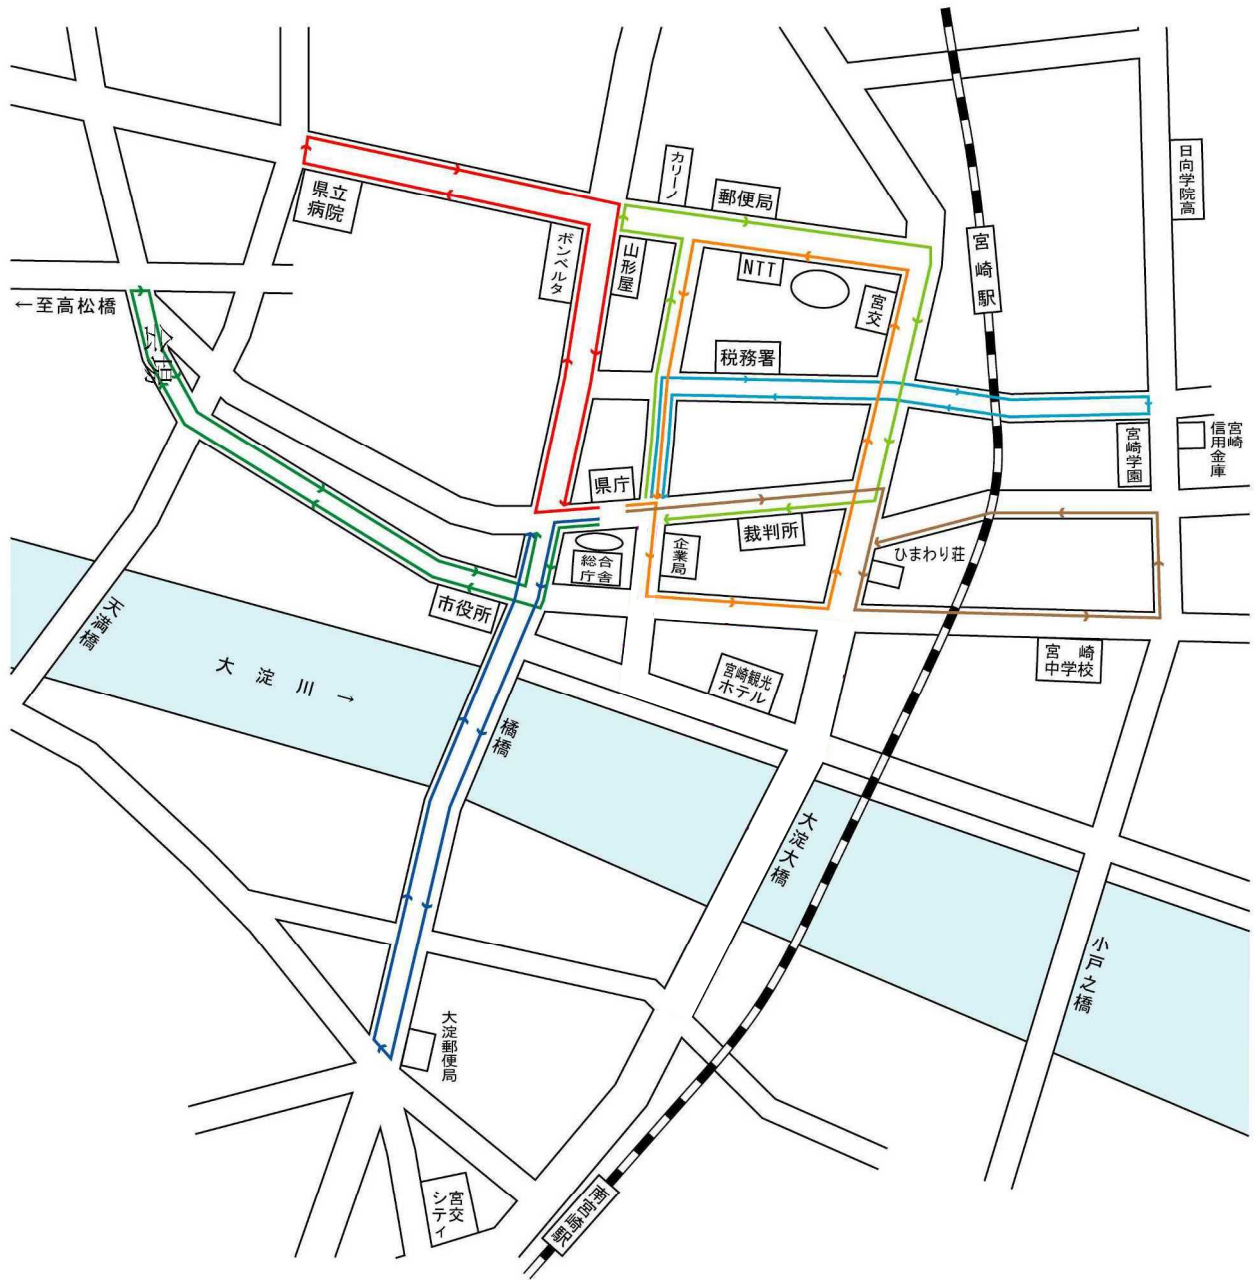 カリーノ
郵便局
日向学院高
県立
病院
ボンベルタ
山形屋
NTT
宮崎駅
宮交
←至高松橋
税務署
宮崎
信用金庫
宮崎学園
県庁
裁判所
企業局
総合
庁舎
ひまわり荘
市役所
天満橋
大淀川→
宮崎観光
ホテル
宮崎
中学校
橘橋
大淀大橋
小戸之橋
大淀郵便局
宮交
シティ
南宮崎駅